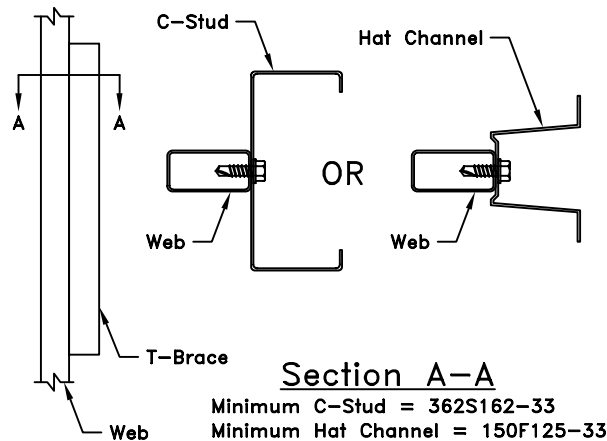 C-Stud
Hat Channel
A A
OR
Web Web
T-Brace
Section A-A
Web
Minimum C-Stud = 362S162-33
Minimum Hat Channel = 150F125-33